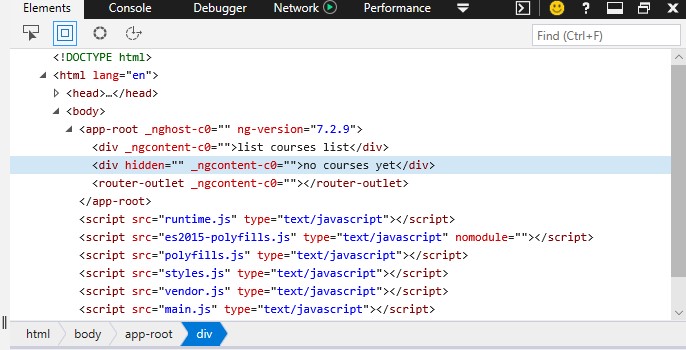 Elements Console Debugger Network Performance
Find (Ctrl+F)
<!DOCTYPE html>
<html lang="en">
<head>…</head>
<body>
<app-root _nghost-c0="" ng-version="7.2.9">
<div _ngcontent-c0="">list courses list</div>
<div hidden="" _ngcontent-c0="">no courses yet</div>
<router-outlet _ngcontent-c0=""></router-outlet>
</app-root>
<script src="runtime.js" type="text/javascript"></script>
<script src="es2015-polyfills.js" type="text/javascript" nomodule=""></script>
<script src="polyfills.js" type="text/javascript"></script>
<script src="styles.js" type="text/javascript"></script>
<script src="vendor.js" type="text/javascript"></script>
<script src="main.js" type="text/javascript"></script>
html body app-root div